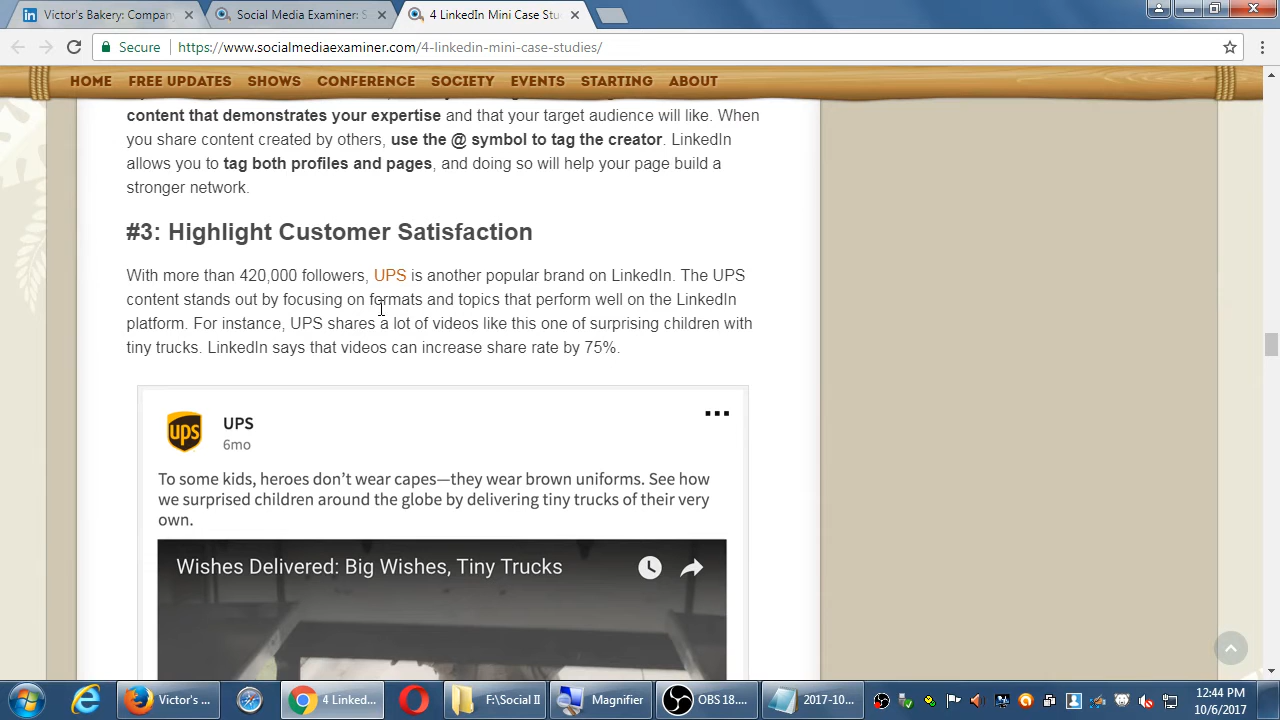 Victor's Bakery: Company
Social Media Examiner: S
4 LinkedIn Mini Case Stu
Secure
https://www.socialmediaexaminer.com/4-linkedin-mini-case-studies/
HOME FREE UPDATES SHOWS CONFERENCE SOCIETY EVENTS STARTING ABOUT
content that demonstrates your expertise and that your target audience will like. When
you share content created by others, use the @ symbol to tag the creator. LinkedIn
allows you to tag both profiles and pages, and doing so will help your page build a
stronger network.
#3: Highlight Customer Satisfaction
With more than 420,000 followers, UPS is another popular brand on LinkedIn. The UPS
content stands out by focusing on formats and topics that perform well on the LinkedIn
platform. For instance, UPS shares a lot of videos like this one of surprising children with
tiny trucks. LinkedIn says that videos can increase share rate by 75%.
ups
UPS
6mo
To some kids, heroes don't wear capes—they wear brown uniforms. See how
we surprised children around the globe by delivering tiny trucks of their very
own.
Wishes Delivered: Big Wishes, Tiny Trucks
Victor's ...
4 Linked...
F:\Social II
Magnifier
OBS 18....
2017-10...
12:44 PM
10/6/2017